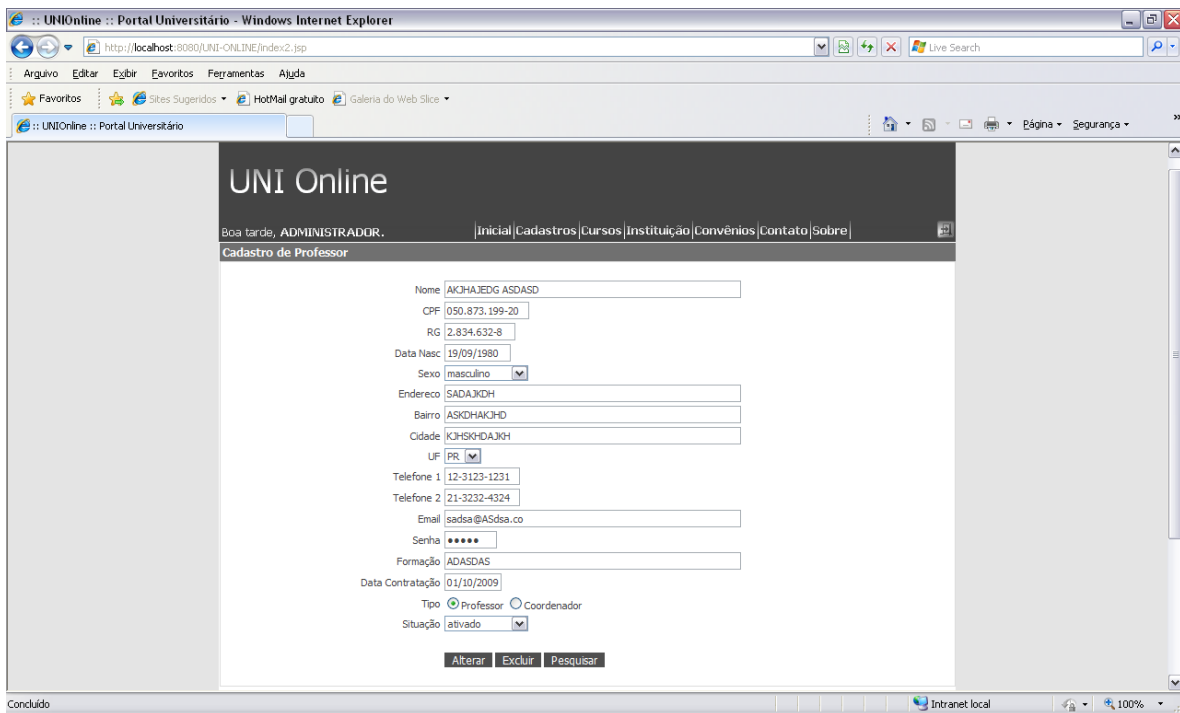 :: UNIOnline :: Portal Universitário - Windows Internet Explorer
http://localhost:8080/UNI-ONLINE/index2.jsp Live Search
Arquivo Editar Exibir Favoritos Ferramentas Ajuda
Favoritos Sites Sugeridos HotMail gratuito Galeria do Web Slice
:: UNIOnline :: Portal Universitário Página Segurança »
UNI Online
Boa tarde, ADMINISTRADOR. |Inicial|Cadastros|Cursos|Instituição|Convênios|Contato|Sobre|
Cadastro de Professor
Nome AKJHAJEDG ASDASD
CPF 050.873.199-20
RG 2.834.632-8
Data Nasc 19/09/1980
Sexo masculino
Endereco SADAJKDH
Bairro ASKDHAKJHD
Cidade KJHSKHDAJKH
UF PR
Telefone 1 12-3123-1231
Telefone 2 21-3232-4324
Email sadsa@ASdsa.co
Senha •••••
Formação ADASDAS
Data Contratação 01/10/2009
Tipo Professor Coordenador
Situação ativado
Alterar Excluir Pesquisar
Concluído Intranet local 100%